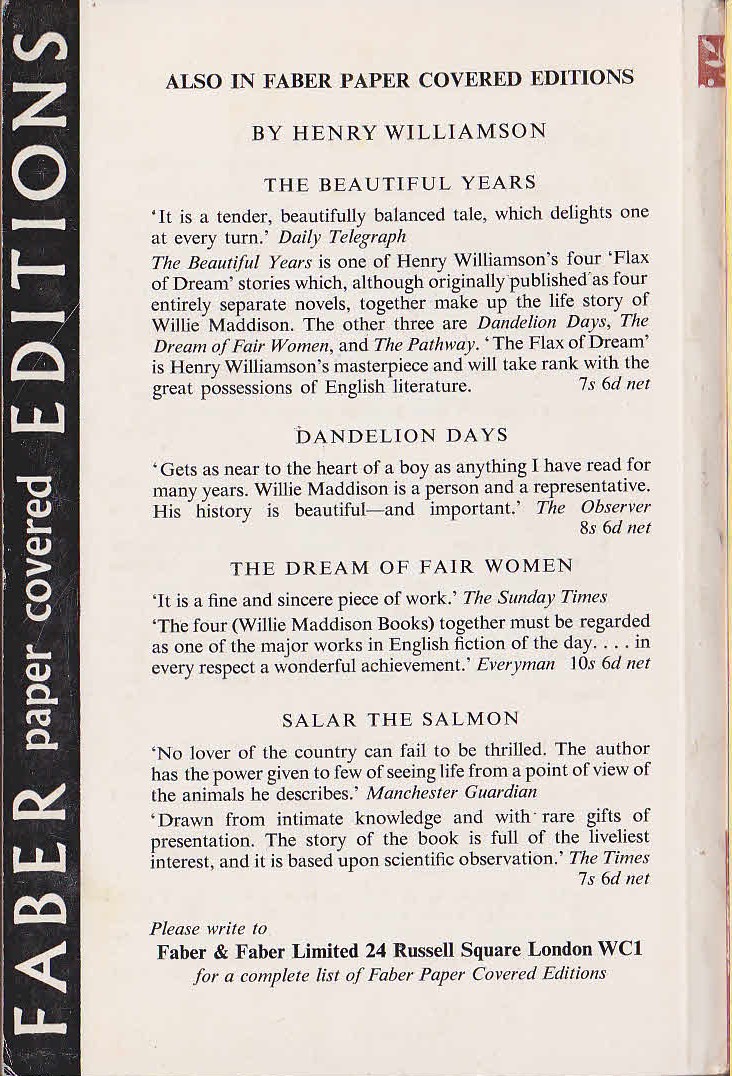 FABER paper covered EDITIONS
ALSO IN FABER PAPER COVERED EDITIONS
BY HENRY WILLIAMSON
THE BEAUTIFUL YEARS
‘It is a tender, beautifully balanced tale, which delights one
at every turn.’ Daily Telegraph
The Beautiful Years is one of Henry Williamson's four ‘Flax
of Dream’ stories which, although originally published as four
entirely separate novels, together make up the life story of
Willie Maddison. The other three are Dandelion Days, The
Dream of Fair Women, and The Pathway. ‘The Flax of Dream’
is Henry Williamson's masterpiece and will take rank with the
great possessions of English literature. 7s 6d net
DANDELION DAYS
‘Gets as near to the heart of a boy as anything I have read for
many years. Willie Maddison is a person and a representative.
His history is beautiful—and important.’ The Observer
8s 6d net
THE DREAM OF FAIR WOMEN
‘It is a fine and sincere piece of work.’ The Sunday Times
‘The four (Willie Maddison Books) together must be regarded
as one of the major works in English fiction of the day. . . . in
every respect a wonderful achievement.’ Everyman 10s 6d net
SALAR THE SALMON
‘No lover of the country can fail to be thrilled. The author
has the power given to few of seeing life from a point of view of
the animals he describes.’ Manchester Guardian
‘Drawn from intimate knowledge and with rare gifts of
presentation. The story of the book is full of the liveliest
interest, and it is based upon scientific observation.’ The Times
7s 6d net
Please write to
Faber & Faber Limited 24 Russell Square London WC1
for a complete list of Faber Paper Covered Editions